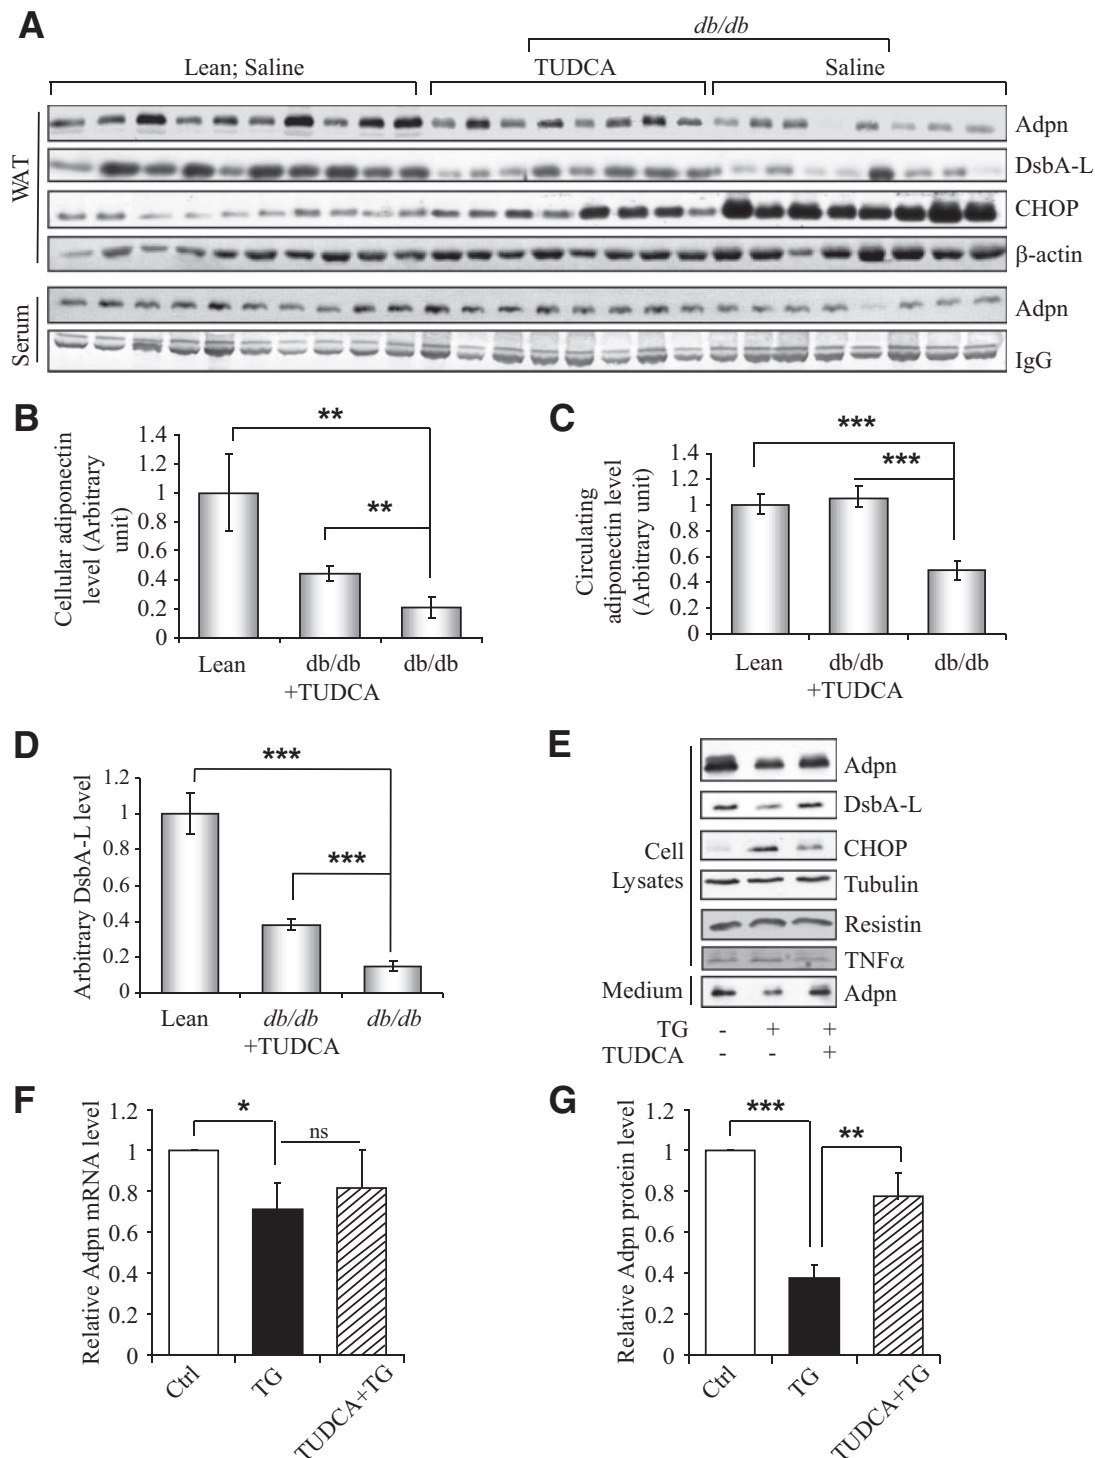 A
db/db
Lean; Saline
TUDCA
Saline
WAT
Adpn
DsbA-L
CHOP
β-actin
Serum
Adpn
IgG
B
Cellular adiponectin
level (Arbitrary
unit)
1.4
1.2
1
0.8
0.6
0.4
0.2
0
**
**
Lean
db/db
+TUDCA
db/db
C
Circulating
adiponectin level
(Arbitrary unit)
1.4
1.2
1
0.8
0.6
0.4
0.2
0
***
***
Lean
db/db
+TUDCA
db/db
D
Arbitrary DsbA-L level
1.2
1
0.8
0.6
0.4
0.2
0
***
***
Lean
db/db
+TUDCA
db/db
E
Cell
Lysates
Adpn
DsbA-L
CHOP
Tubulin
Resistin
TNFα
Medium
Adpn
TG - + +
TUDCA - - +
F
Relative Adpn mRNA level
1.2
1
0.8
0.6
0.4
0.2
0
*
ns
Ctrl
TG
TUDCA+TG
G
Relative Adpn protein level
1.2
1
0.8
0.6
0.4
0.2
0
***
**
Ctrl
TG
TUDCA+TG